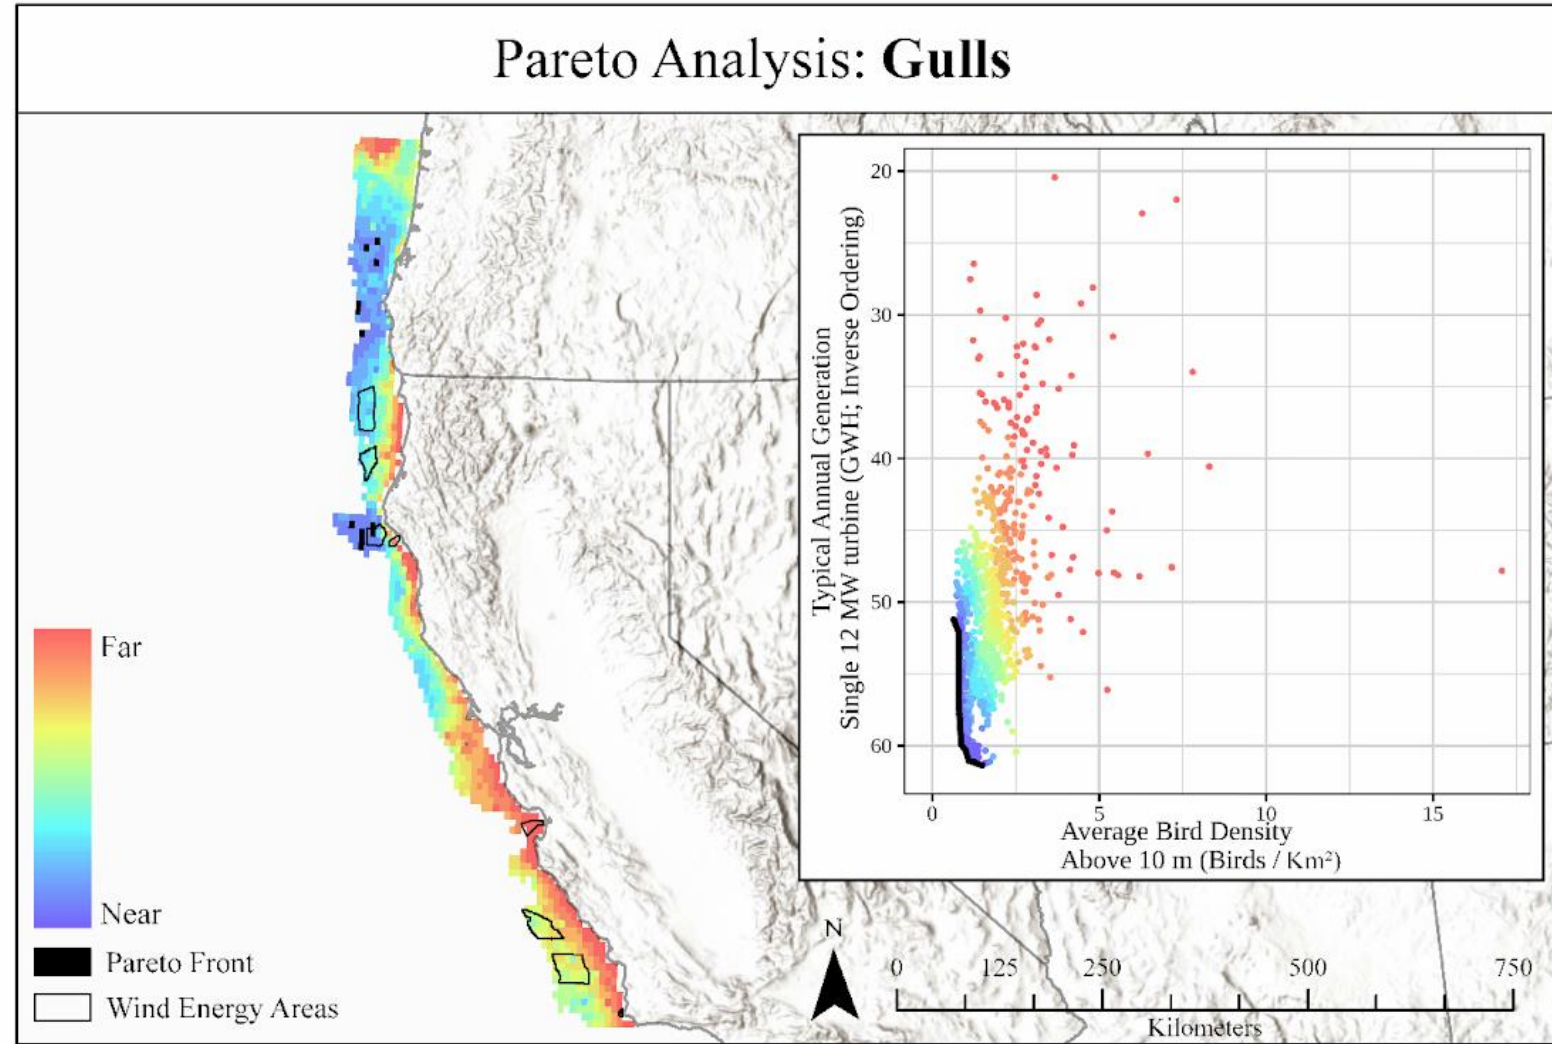 Pareto Analysis: Gulls
Far
Near
Pareto Front
Wind Energy Areas
Typical Annual Generation
Single 12 MW turbine (GWH; Inverse Ordering)
20
30
40
50
60
0
5
10
15
Average Bird Density
Above 10 m (Birds / Km²)
N
0
125
250
500
750
Kilometers